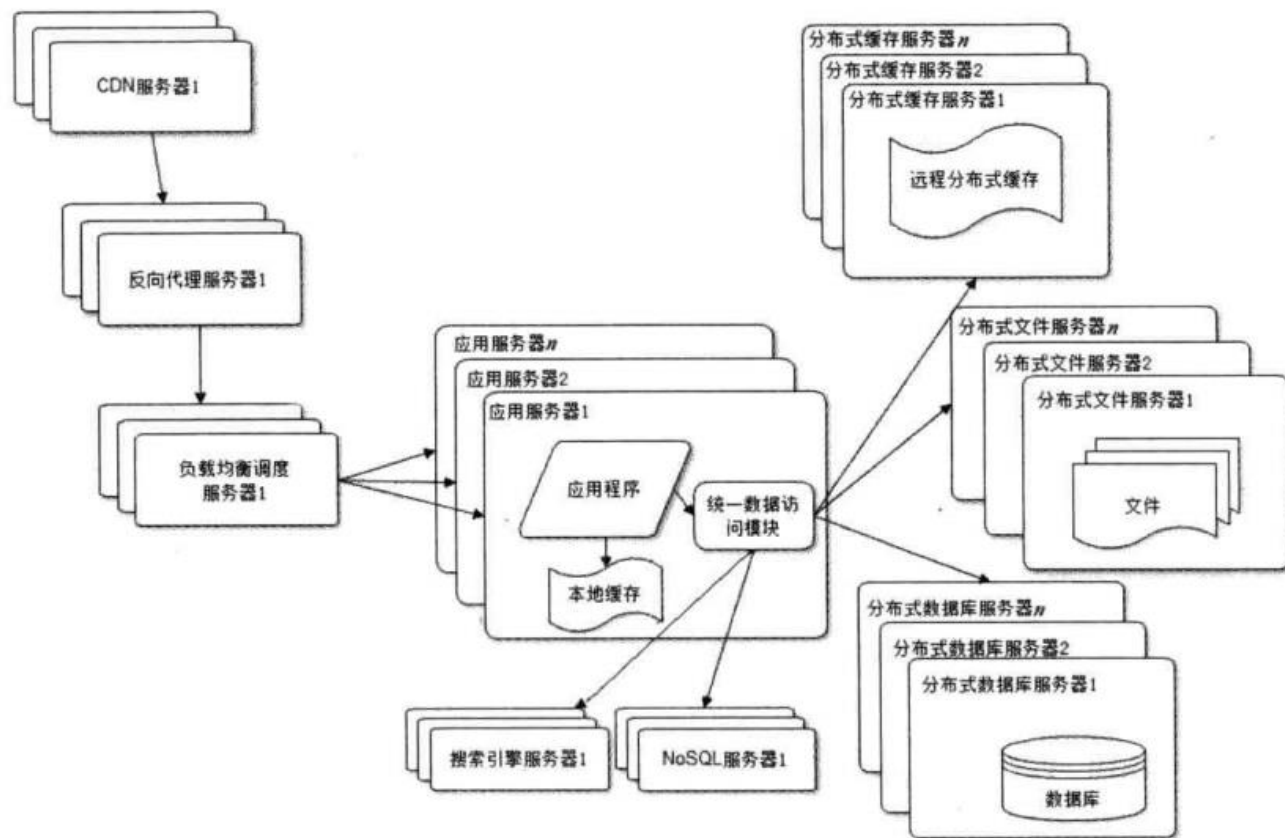 CDN服务器1
反向代理服务器1
负载均衡调度
服务器1
应用服务器n
应用服务器2
应用服务器1
应用程序
统一数据访
问模块
本地缓存
搜索引擎服务器1
NoSQL服务器1
分布式缓存服务器n
分布式缓存服务器2
分布式缓存服务器1
远程分布式缓存
分布式文件服务器n
分布式文件服务器2
分布式文件服务器1
文件
分布式数据库服务器n
分布式数据库服务器2
分布式数据库服务器1
数据库